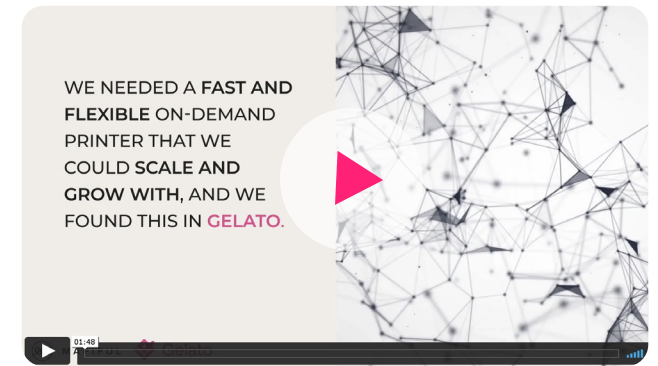 WE NEEDED A FAST AND
FLEXIBLE ON-DEMAND
PRINTER THAT WE
COULD SCALE AND
GROW WITH, AND WE
FOUND THIS IN GELATO.
01:48
Gelato